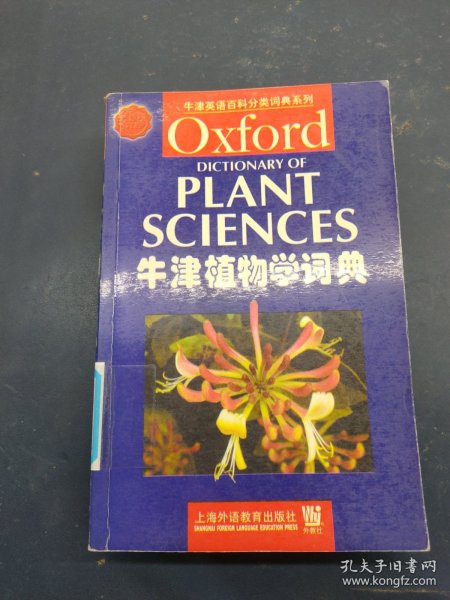 牛津英语百科分类词典系列
Oxford
DICTIONARY OF
PLANT
SCIENCES
牛津植物学词典
上海外语教育出版社
SHANGHAI FOREIGN LANGUAGE EDUCATION PRESS
外教社
孔夫子旧书网
www.kongfz.com